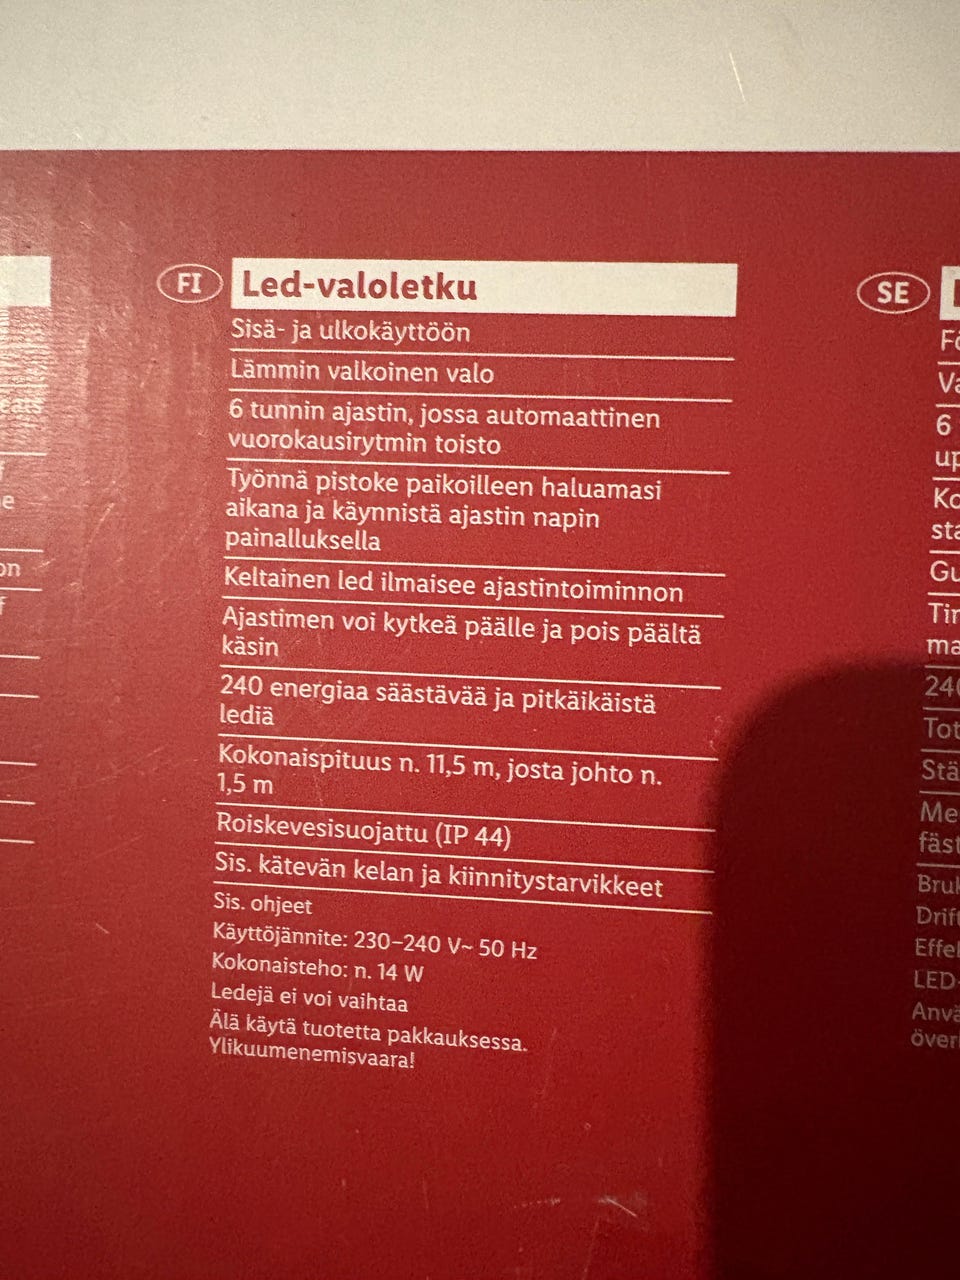 FI Led-valoletku
Sisä- ja ulkokäyttöön
Lämmin valkoinen valo
6 tunnin ajastin, jossa automaattinen
vuorokausirytmin toisto
Työnnä pistoke paikoilleen haluamasi
aikana ja käynnistä ajastin napin
painalluksella
Keltainen led ilmaisee ajastintoiminnon
Ajastimen voi kytkeä päälle ja pois päältä
käsin
240 energiaa säästävää ja pitkäikäistä
lediä
Kokonaispituus n. 11,5 m, josta johto n.
1,5 m
Roiskevesisuojattu (IP 44)
Sis. kätevän kelan ja kiinnitystarvikkeet
Sis. ohjeet
Käyttöjännite: 230–240 V~ 50 Hz
Kokonaisteho: n. 14 W
Ledejä ei voi vaihtaa
Älä käytä tuotetta pakkauksessa.
Ylikuumenemisvaara!
SE
6